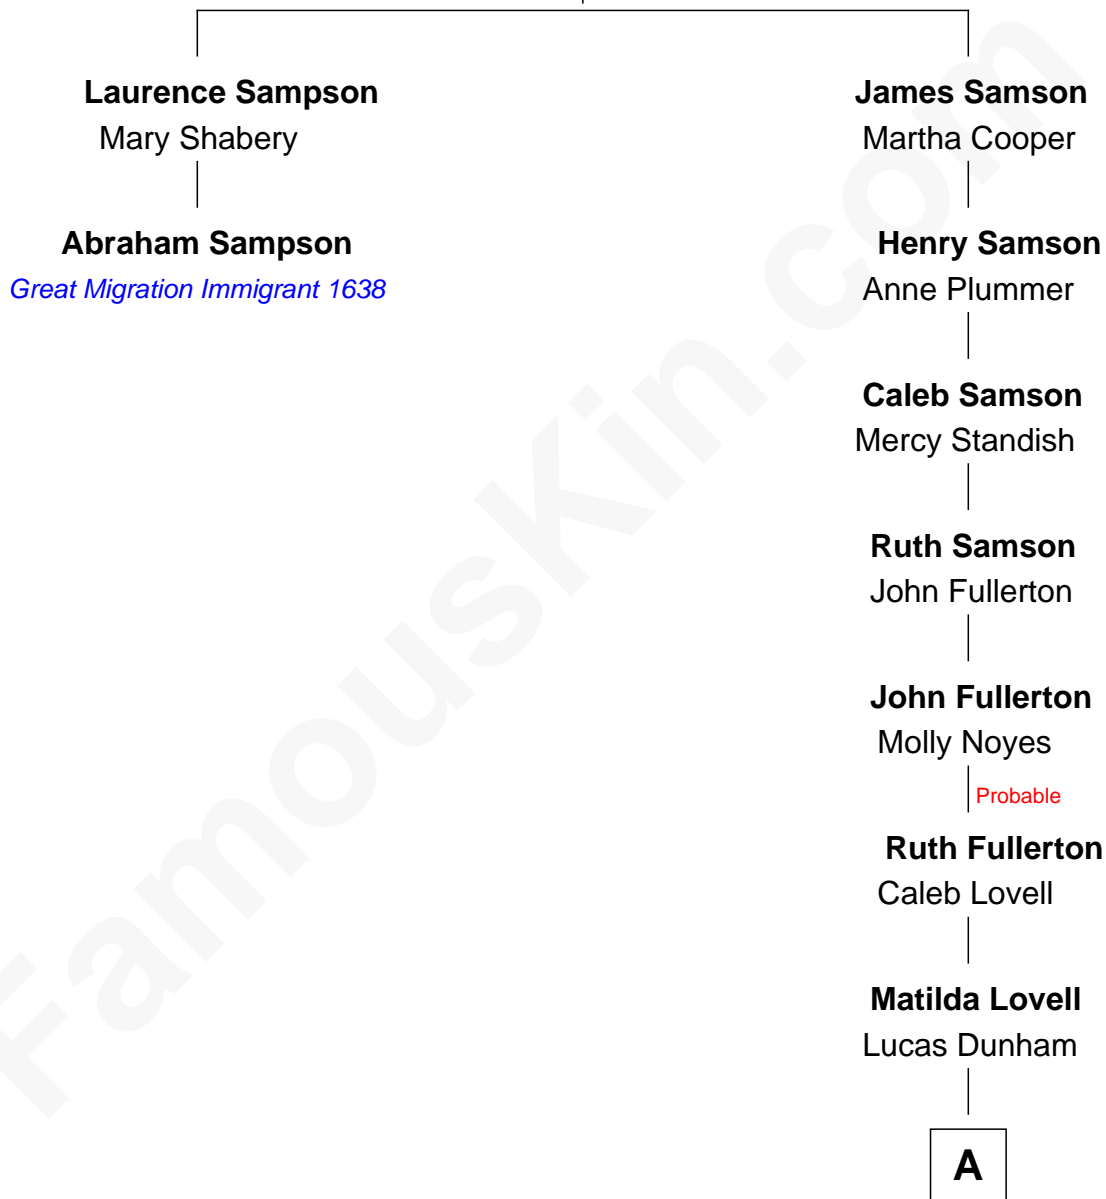 Laurence Sampson
Mary Shabery
James Samson
Martha Cooper
Abraham Sampson
Great Migration Immigrant 1638
Henry Samson
Anne Plummer
Caleb Samson
Mercy Standish
Ruth Samson
John Fullerton
John Fullerton
Molly Noyes
Probable
Ruth Fullerton
Caleb Lovell
Matilda Lovell
Lucas Dunham
A
FamousKin.com